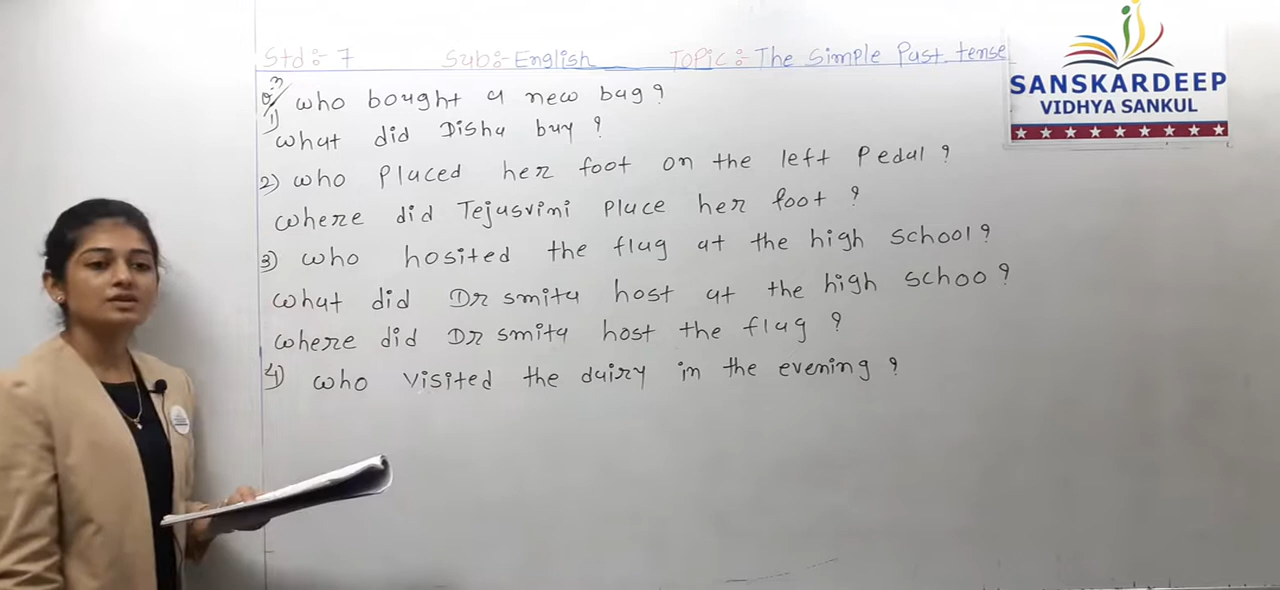 Std:- 7 Sub:- English Topic:- The Simple Past tense
SANSKARDEEP
VIDHYA SANKUL
Q.3
1) who bought a new bag?
what did Disha buy?
2) who placed her foot on the left pedal?
where did Tejasvini place her foot?
3) who hosited the flag at the high school?
what did Dr smita host at the high schoo?
where did Dr smita host the flag?
4) who visited the dairy in the evening?